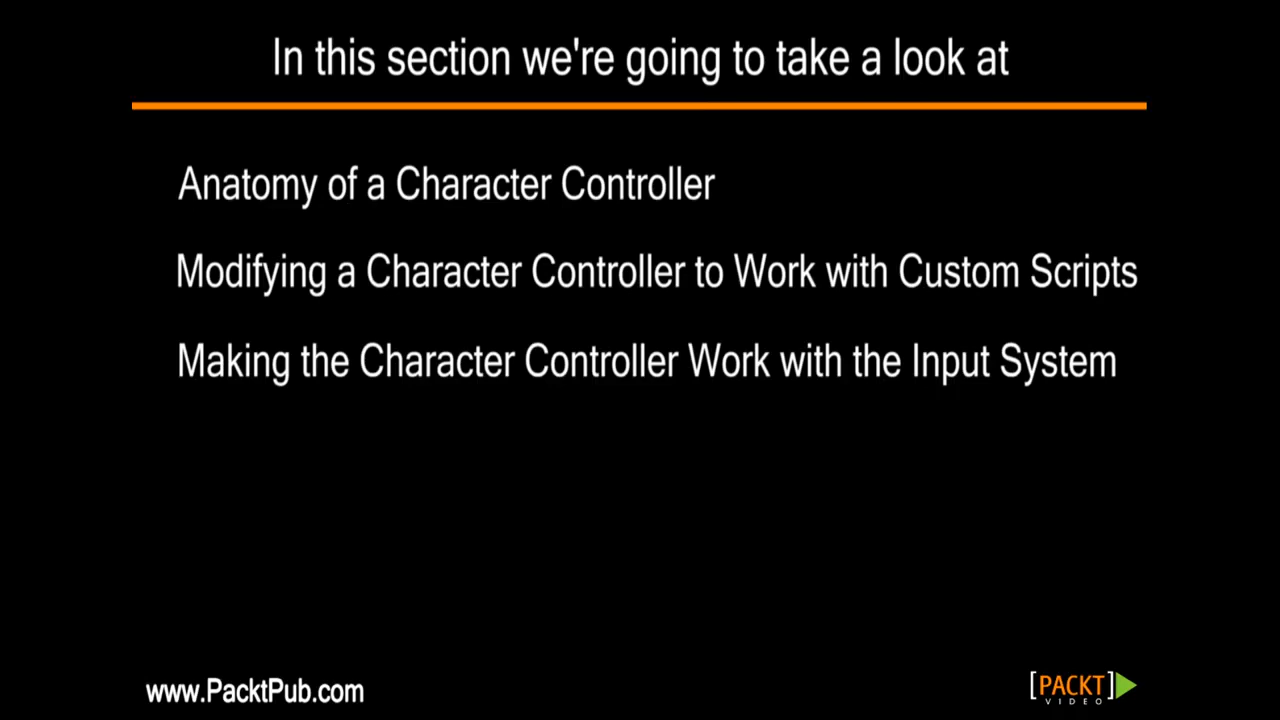 In this section we're going to take a look at
Anatomy of a Character Controller
Modifying a Character Controller to Work with Custom Scripts
Making the Character Controller Work with the Input System
www.PacktPub.com
[PACKT]
VIDEO